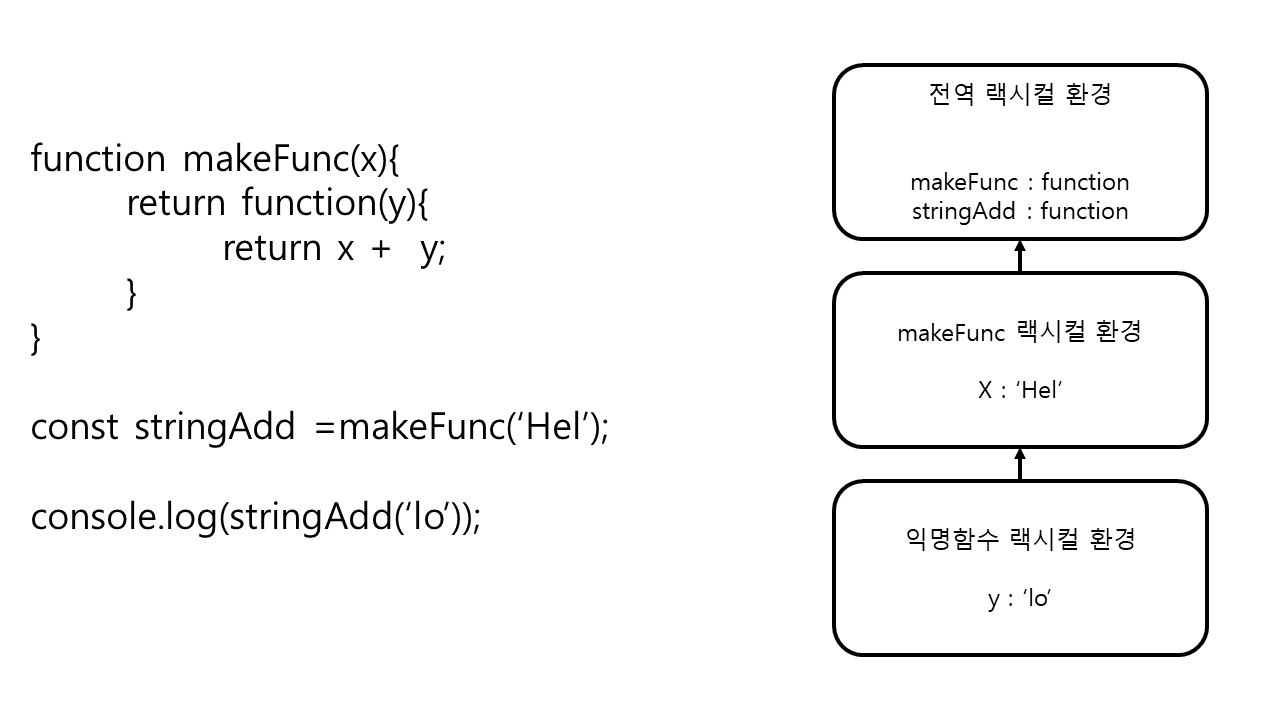 function makeFunc(x){
return function(y){
return x + y;
}
}
const stringAdd =makeFunc(‘Hel’);
console.log(stringAdd(‘lo’));
전역 랙시컬 환경
makeFunc : function
stringAdd : function
makeFunc 랙시컬 환경
X : ‘Hel’
익명함수 랙시컬 환경
y : ‘lo’